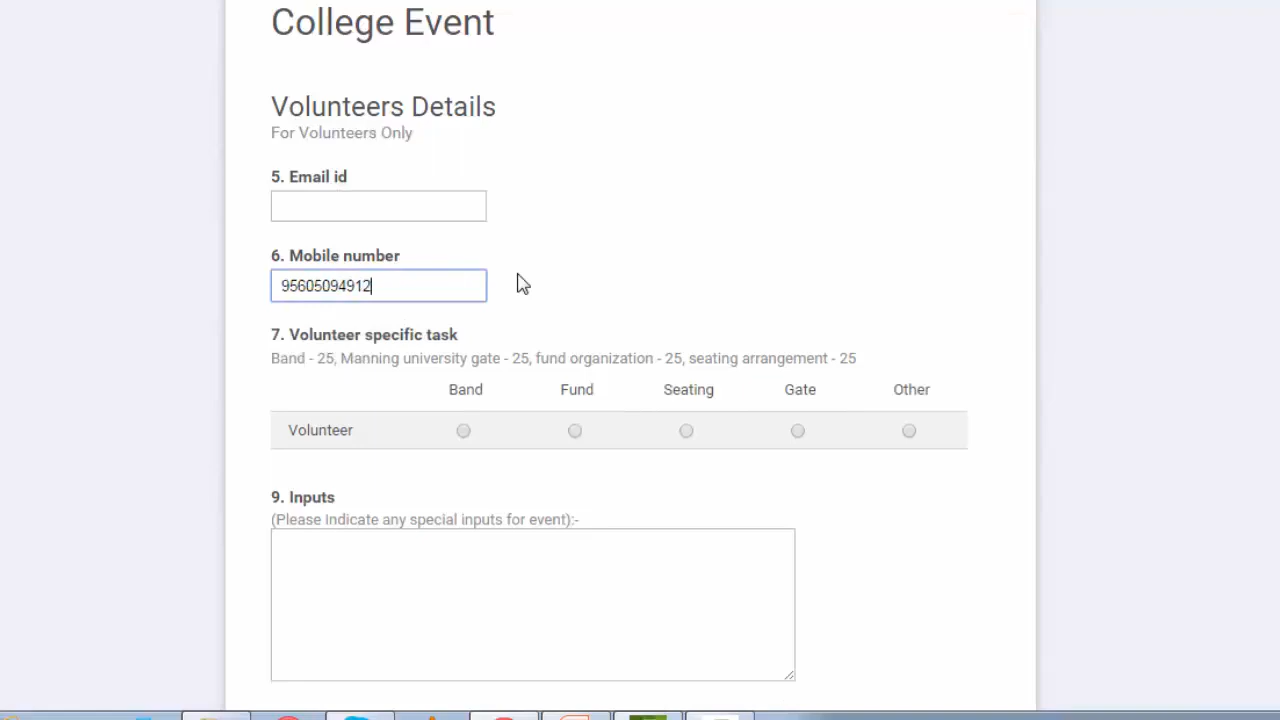 College Event
Volunteers Details
For Volunteers Only
5. Email id
6. Mobile number
95605094912
7. Volunteer specific task
Band - 25, Manning university gate - 25, fund organization - 25, seating arrangement - 25
Band Fund Seating Gate Other
Volunteer
9. Inputs
(Please Indicate any special inputs for event):-